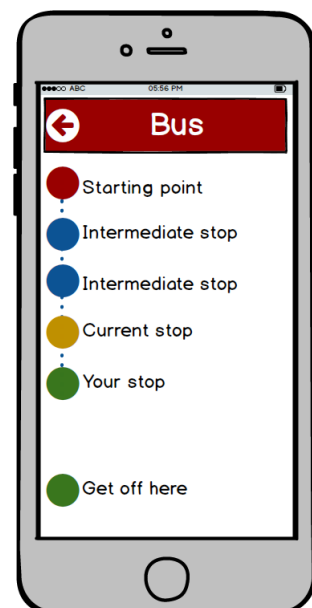 ABC 05:56 PM
Bus
Starting point
Intermediate stop
Intermediate stop
Current stop
Your stop
Get off here